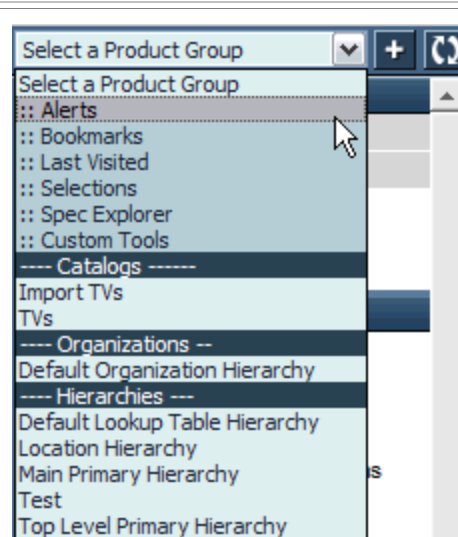 Select a Product Group
Select a Product Group
:: Alerts
:: Bookmarks
:: Last Visited
:: Selections
:: Spec Explorer
:: Custom Tools
---- Catalogs ------
Import TVs
TVs
---- Organizations --
Default Organization Hierarchy
---- Hierarchies ---
Default Lookup Table Hierarchy
Location Hierarchy
Main Primary Hierarchy
Test
Top Level Primary Hierarchy